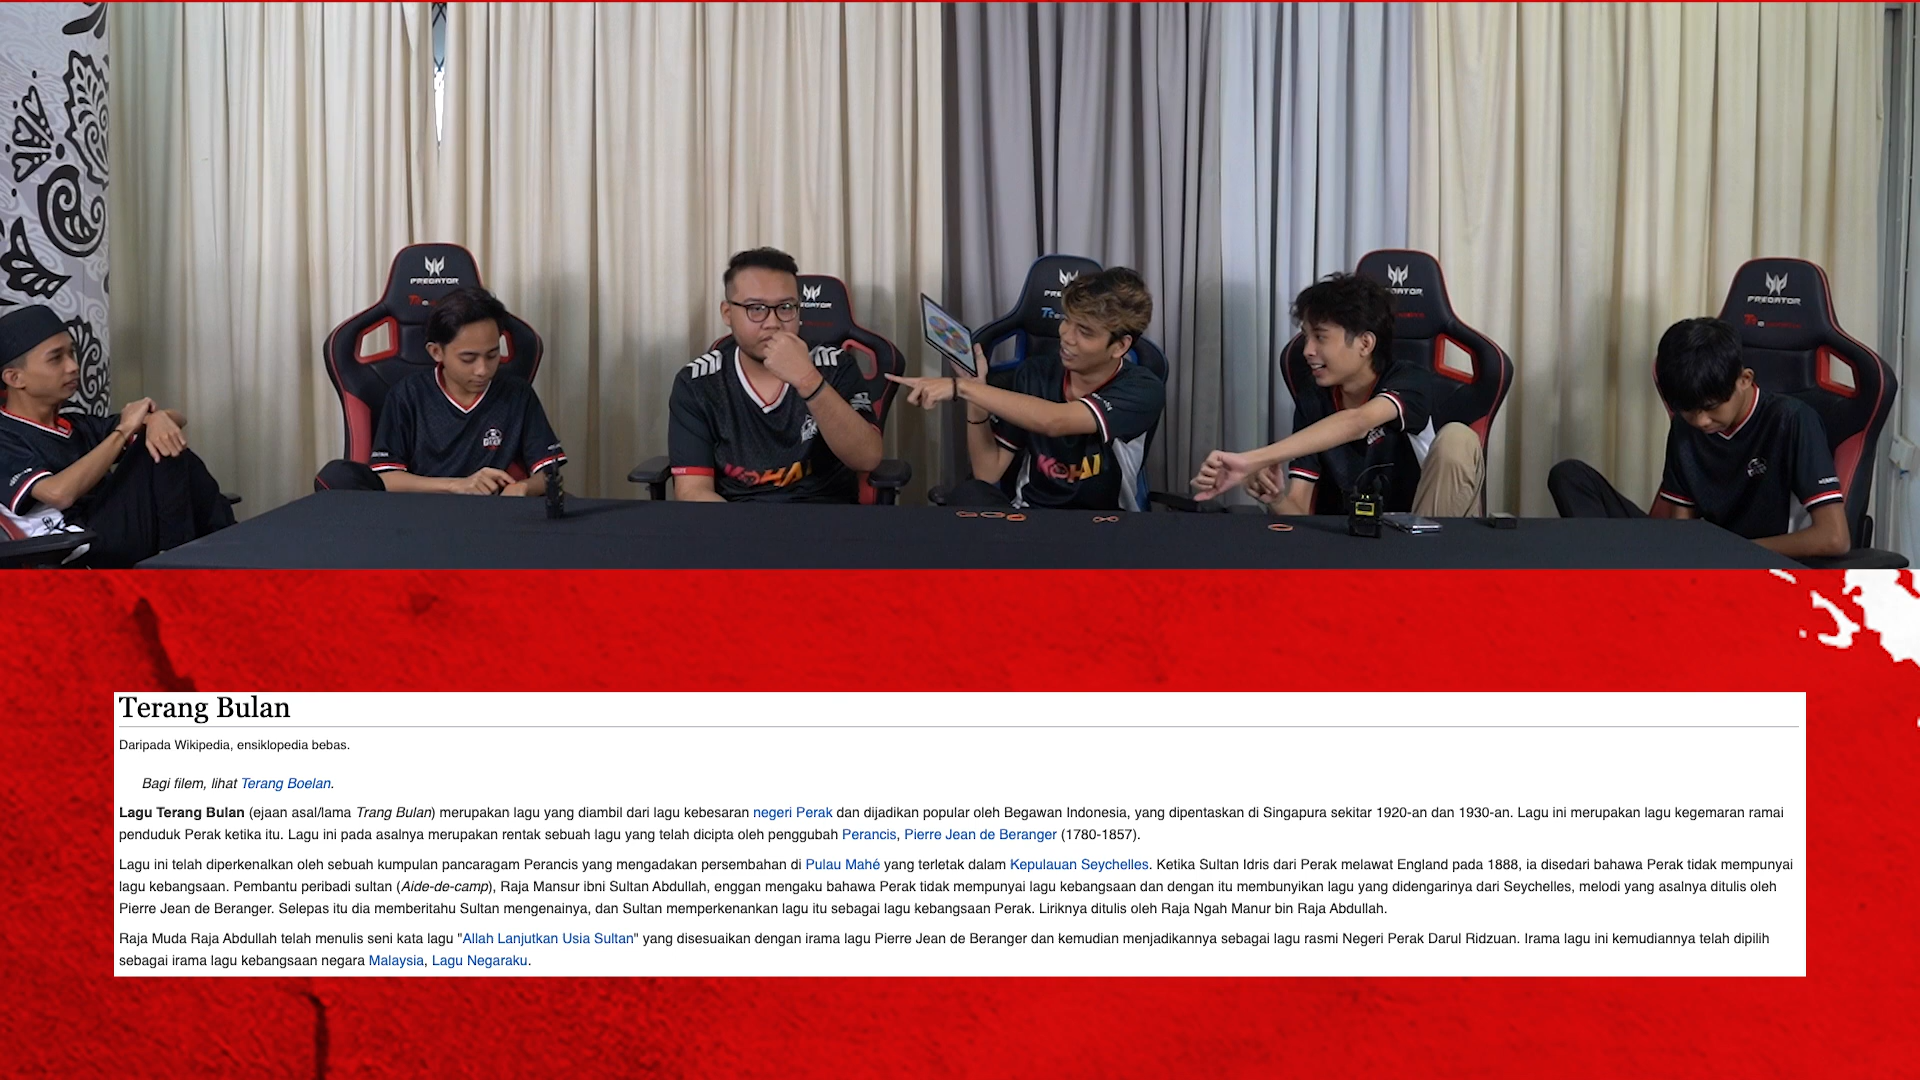 PREDATOR
PREDATOR
PREDATOR
PREDATOR
Terang Bulan
Daripada Wikipedia, ensiklopedia bebas.
Bagi filem, lihat Terang Boelan.
Lagu Terang Bulan (ejaan asal/lama Trang Bulan) merupakan lagu yang diambil dari lagu kebesaran negeri Perak dan dijadikan popular oleh Begawan Indonesia, yang dipentaskan di Singapura sekitar 1920-an dan 1930-an. Lagu ini merupakan lagu kegemaran ramai
penduduk Perak ketika itu. Lagu ini pada asalnya merupakan rentak sebuah lagu yang telah dicipta oleh penggubah Perancis, Pierre Jean de Beranger (1780-1857).
Lagu ini telah diperkenalkan oleh sebuah kumpulan pancaragam Perancis yang mengadakan persembahan di Pulau Mahé yang terletak dalam Kepulauan Seychelles. Ketika Sultan Idris dari Perak melawat England pada 1888, ia disedari bahawa Perak tidak mempunyai
lagu kebangsaan. Pembantu peribadi sultan (Aide-de-camp), Raja Mansur ibni Sultan Abdullah, enggan mengaku bahawa Perak tidak mempunyai lagu kebangsaan dan dengan itu membunyikan lagu yang didengarinya dari Seychelles, melodi yang asalnya ditulis oleh
Pierre Jean de Beranger. Selepas itu dia memberitahu Sultan mengenainya, dan Sultan memperkenankan lagu itu sebagai lagu kebangsaan Perak. Liriknya ditulis oleh Raja Ngah Manur bin Raja Abdullah.
Raja Muda Raja Abdullah telah menulis seni kata lagu "Allah Lanjutkan Usia Sultan" yang disesuaikan dengan irama lagu Pierre Jean de Beranger dan kemudian menjadikannya sebagai lagu rasmi Negeri Perak Darul Ridzuan. Irama lagu ini kemudiannya telah dipilih
sebagai irama lagu kebangsaan negara Malaysia, Lagu Negaraku.